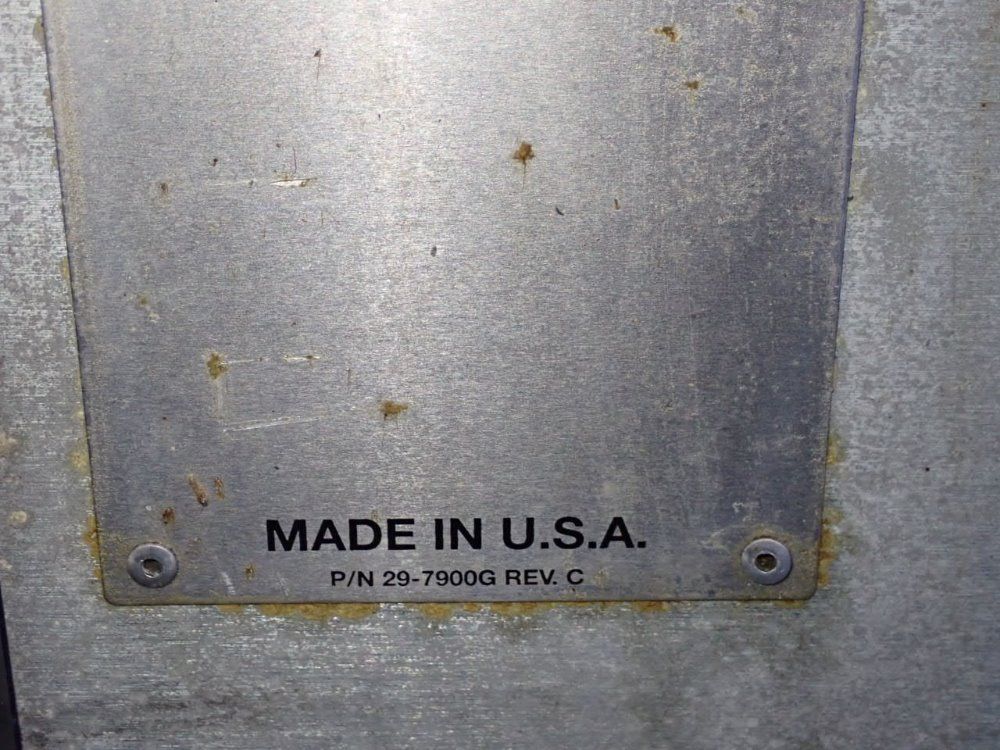 MADE IN U.S.A.
P/N 29-7900G REV. C